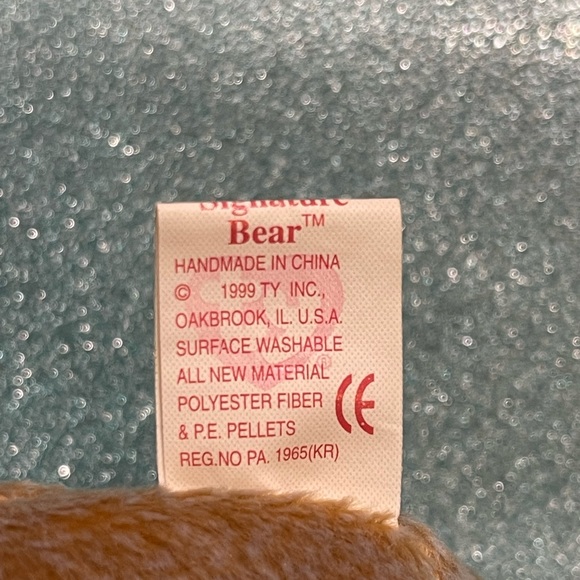 Signature
Bear™
HANDMADE IN CHINA
© 1999 TY INC.,
OAKBROOK, IL. U.S.A.
SURFACE WASHABLE
ALL NEW MATERIAL
POLYESTER FIBER
& P.E. PELLETS
REG.NO PA. 1965(KR)
CE
®